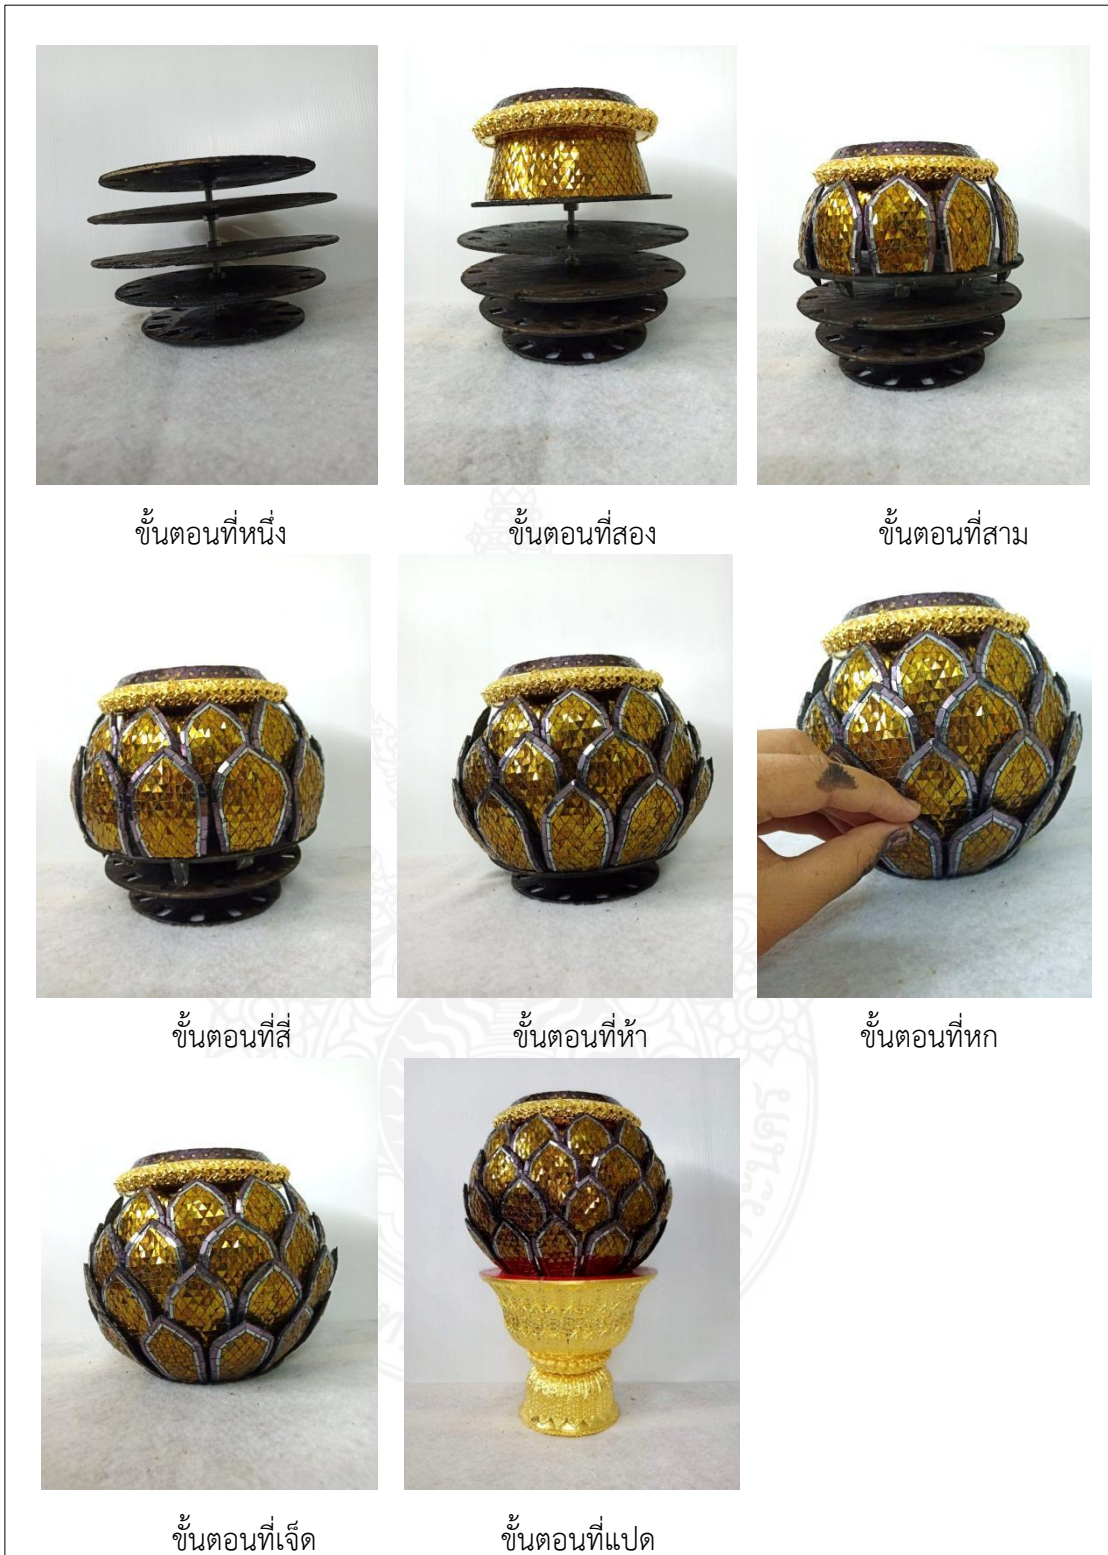 ขั้นตอนที่หนึ่ง ขั้นตอนที่สอง ขั้นตอนที่สาม
ขั้นตอนที่สี่ ขั้นตอนที่ห้า ขั้นตอนที่หก
ขั้นตอนที่เจ็ด ขั้นตอนที่แปด